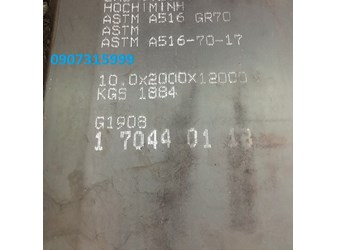 HOCHIMINH
ASTM A516 GR70
ASTM
ASTM A516-70-17
0907315999
10.0x2000x12000
KGS 1884
G1908
1 7044 01 18